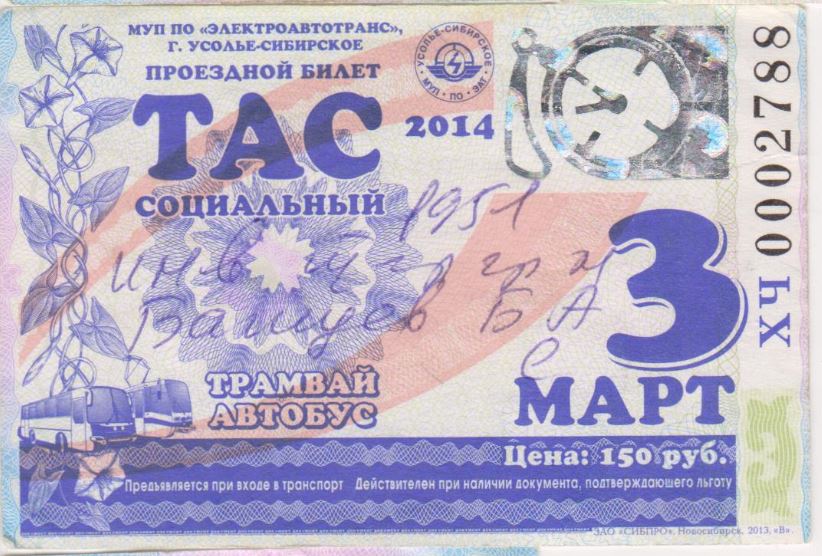 МУП ПО «ЭЛЕКТРОАВТОТРАНС»,
Г. УСОЛЬЕ-СИБИРСКОЕ
ПРОЕЗДНОЙ БИЛЕТ
ТАС
СОЦИАЛЬНЫЙ
УСОЛЬЕ-СИБИРСКОЕ
МУП • ПО • ЭАТ
2014
1951
инв
Б А
3
МАРТ
ТРАМВАЙ
АВТОБУС
Цена: 150 руб.
Предъявляется при входе в транспорт Действителен при наличии документа, подтверждающего льготу
ЗАО «СИБПРО», Новосибирск, 2013, «В».
ХЧ 0002788